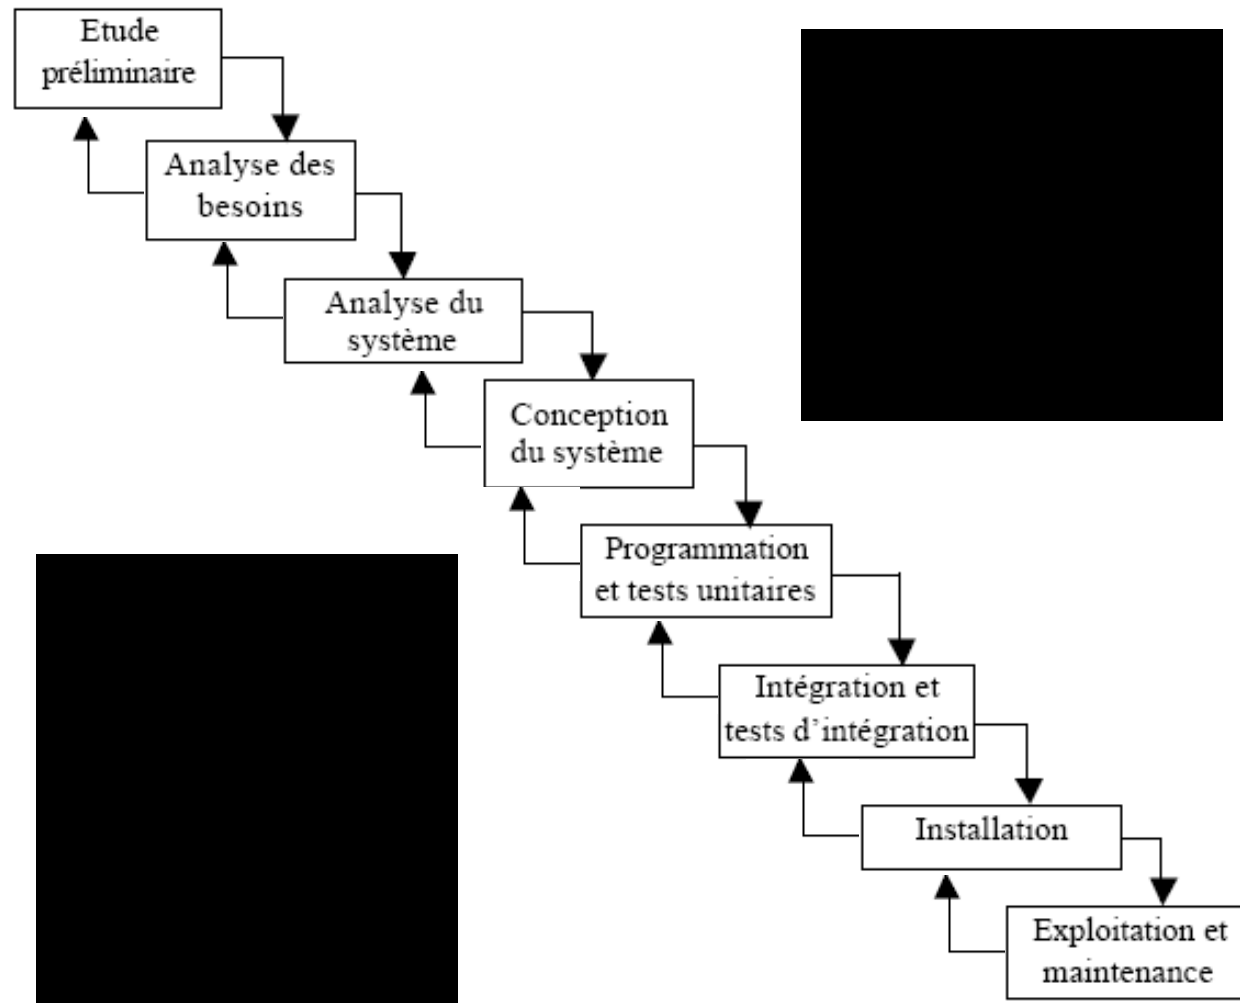 Etude
préliminaire
Analyse des
besoins
Analyse du
système
Conception
du système
Programmation
et tests unitaires
Intégration et
tests d’intégration
Installation
Exploitation et
maintenance